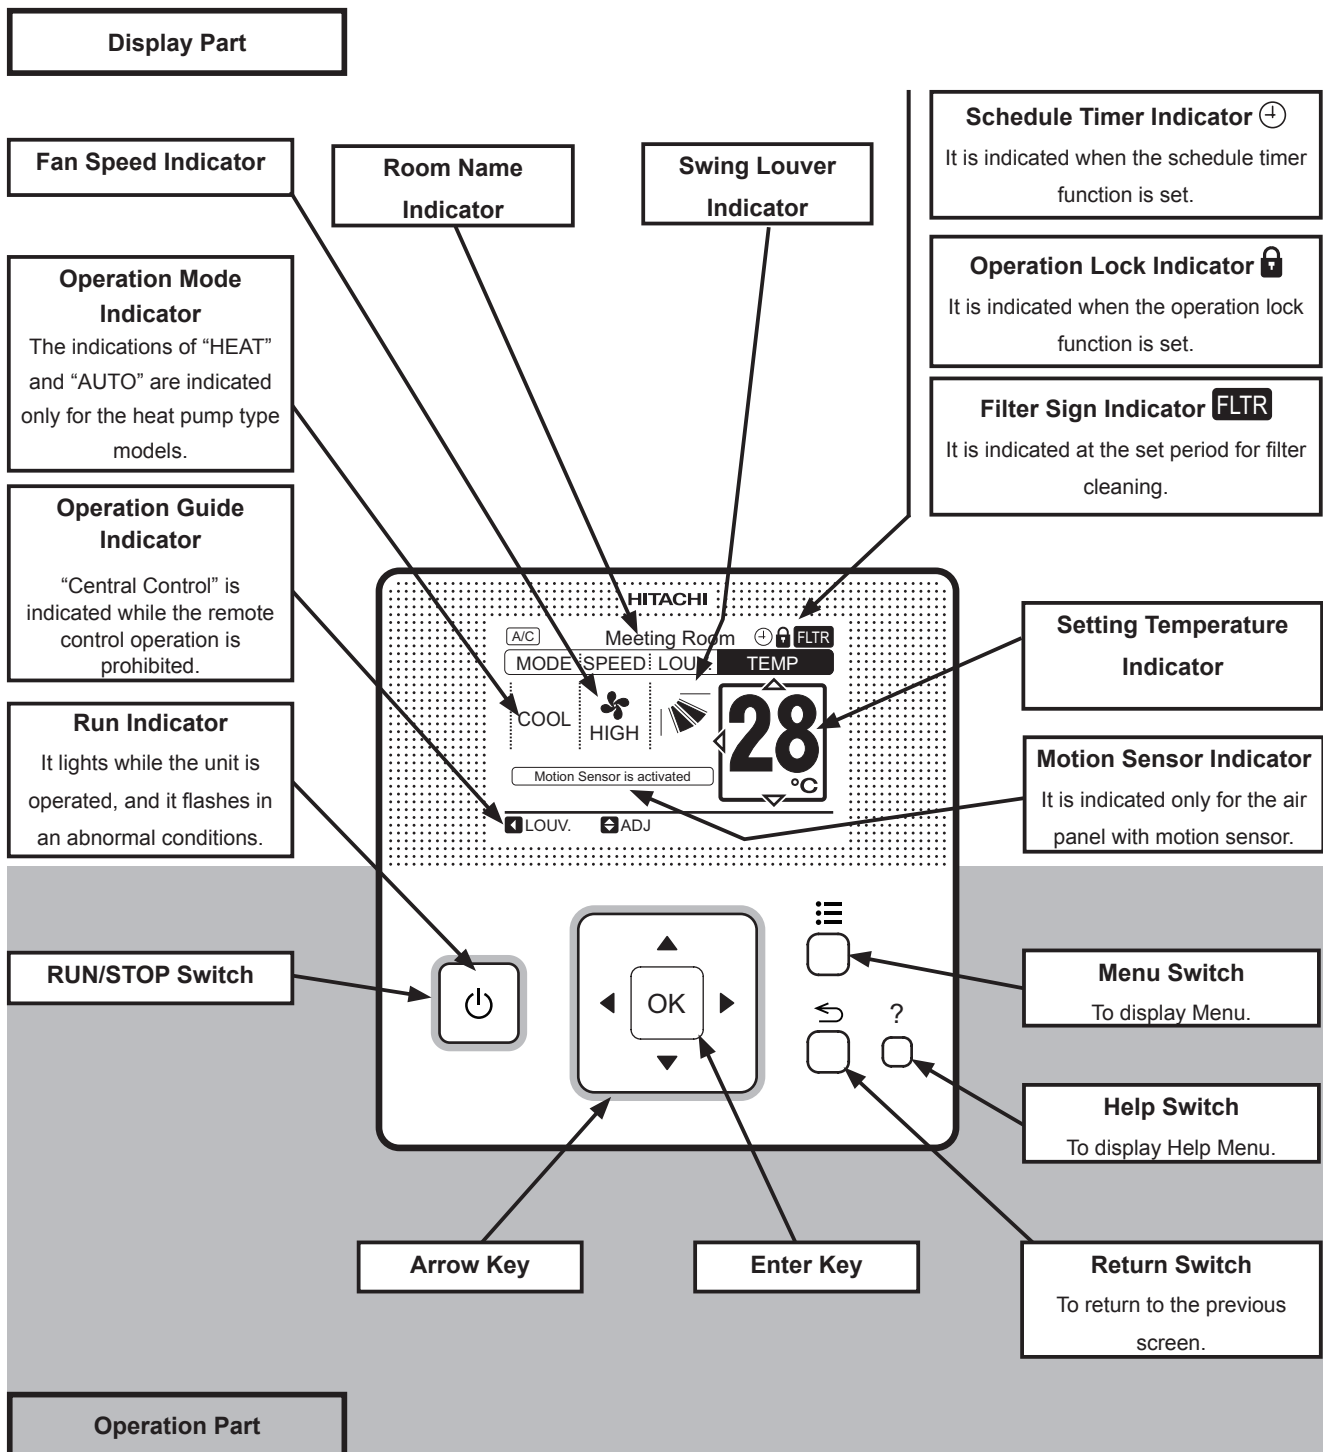 Display Part
Fan Speed Indicator
Room Name
Indicator
Swing Louver
Indicator
Schedule Timer Indicator
It is indicated when the schedule timer
function is set.
Operation Lock Indicator
It is indicated when the operation lock
function is set.
Filter Sign Indicator FLTR
It is indicated at the set period for filter
cleaning.
Operation Mode
Indicator
The indications of “HEAT”
and “AUTO” are indicated
only for the heat pump type
models.
Operation Guide
Indicator
“Central Control” is
indicated while the remote
control operation is
prohibited.
Run Indicator
It lights while the unit is
operated, and it flashes in
an abnormal conditions.
HITACHI
A/C Meeting Room FLTR
MODE SPEED LOUV. TEMP
COOL HIGH 28 °C
Motion Sensor is activated
LOUV. ADJ
Setting Temperature
Indicator
Motion Sensor Indicator
It is indicated only for the air
panel with motion sensor.
RUN/STOP Switch
OK
?
Menu Switch
To display Menu.
Help Switch
To display Help Menu.
Arrow Key
Enter Key
Return Switch
To return to the previous
screen.
Operation Part